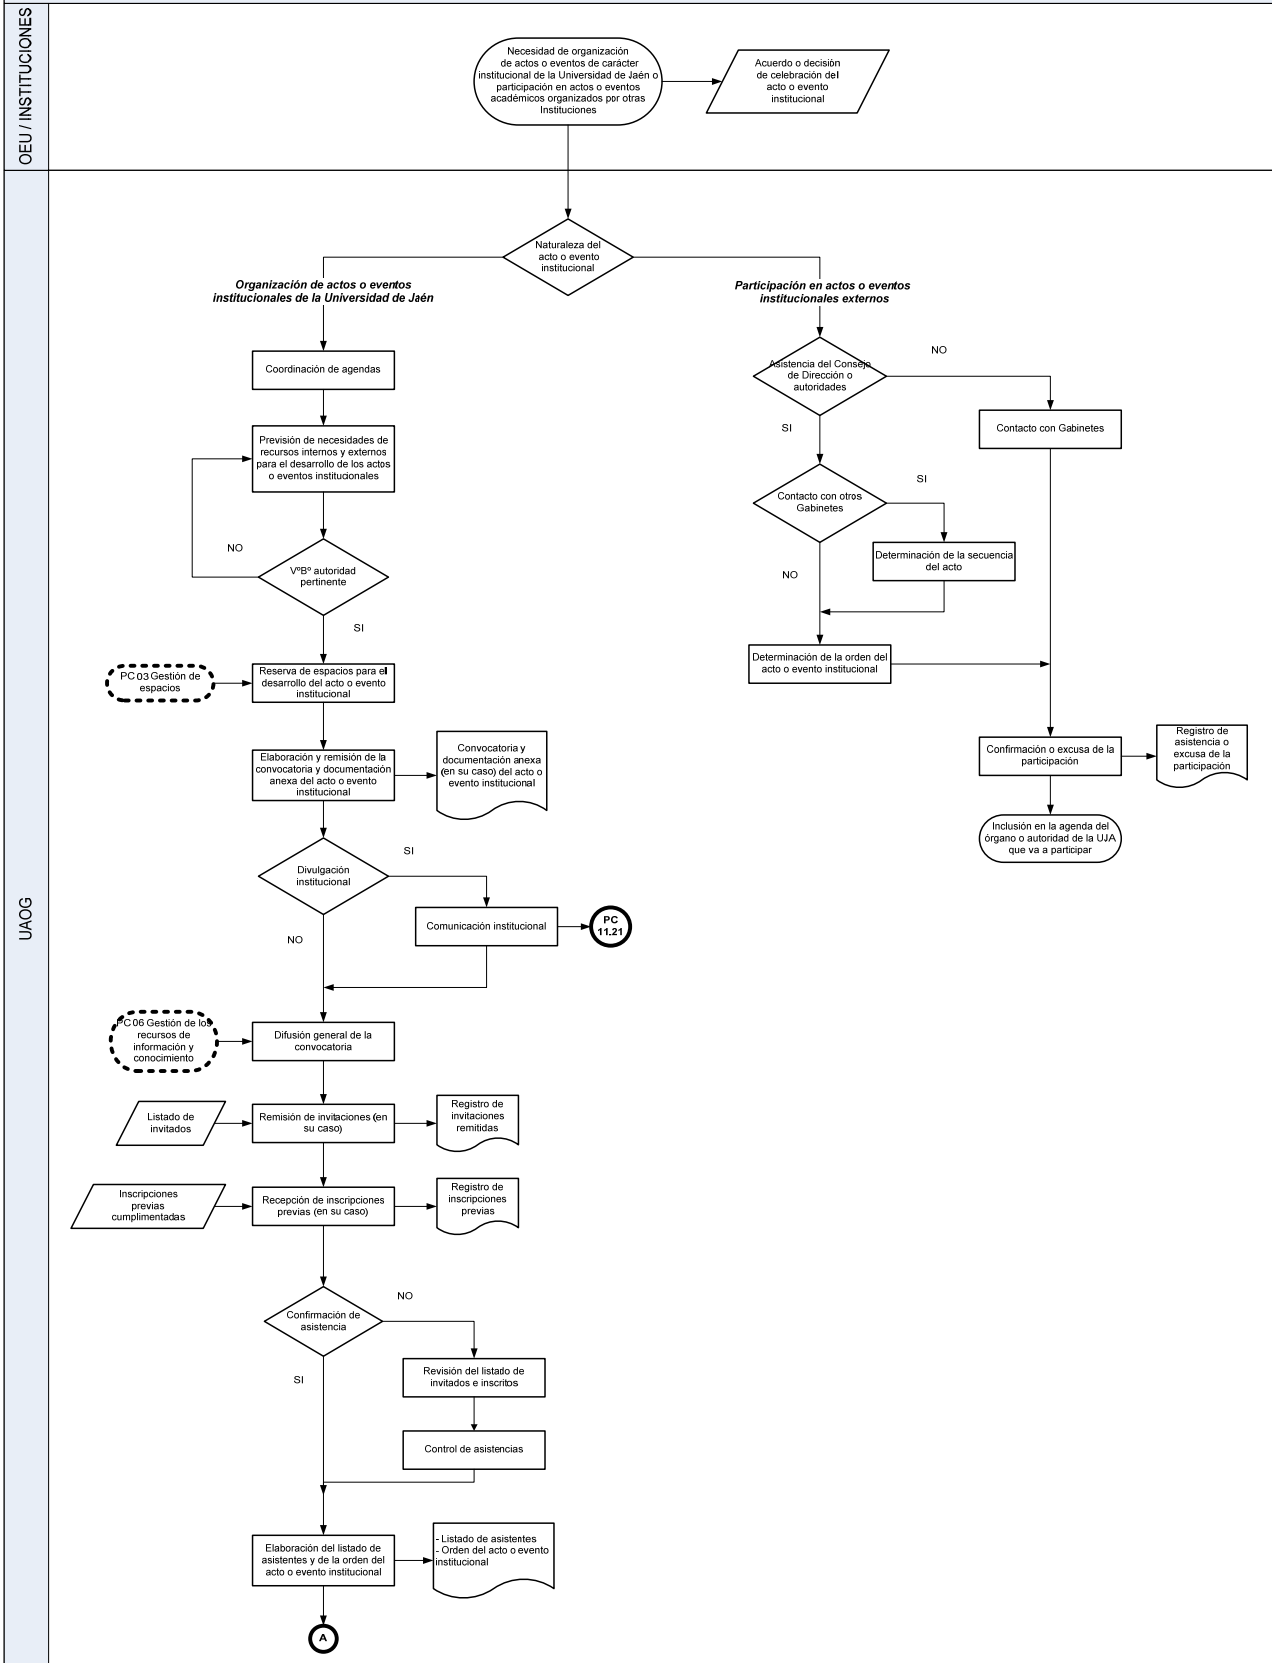 OEU / INSTITUCIONES
Necesidad de organización
de actos o eventos de carácter
institucional de la Universidad de Jaén o
participación en actos o eventos
académicos organizados por otras
Instituciones
Acuerdo o decisión
de celebración del
acto o evento
institucional
UAOG
Naturaleza del
acto o evento
institucional
Organización de actos o eventos
institucionales de la Universidad de Jaén
Participación en actos o eventos
institucionales externos
Coordinación de agendas
Previsión de necesidades de
recursos internos y externos
para el desarrollo de los actos
o eventos institucionales
NO
VºBº autoridad
pertinente
SI
PC 03 Gestión de
espacios
Reserva de espacios para el
desarrollo del acto o evento
institucional
Elaboración y remisión de la
convocatoria y documentación
anexa del acto o evento
institucional
Convocatoria y
documentación anexa
(en su caso) del acto o
evento institucional
Divulgación
institucional
SI
NO
Comunicación institucional
PC
11.21
PC 06 Gestión de los
recursos de
información y
conocimiento
Difusión general de la
convocatoria
Listado de
invitados
Remisión de invitaciones (en
su caso)
Registro de
invitaciones
remitidas
Inscripciones
previas
cumplimentadas
Recepción de inscripciones
previas (en su caso)
Registro de
inscripciones
previas
Confirmación de
asistencia
NO
SI
Revisión del listado de
invitados e inscritos
Control de asistencias
Elaboración del listado de
asistentes y de la orden del
acto o evento institucional
- Listado de asistentes
- Orden del acto o evento
institucional
A
Asistencia del Consejo
de Dirección o
autoridades
NO
SI
Contacto con Gabinetes
Contacto con otros
Gabinetes
SI
NO
Determinación de la secuencia
del acto
Determinación de la orden del
acto o evento institucional
Confirmación o excusa de la
participación
Registro de
asistencia o
excusa de la
participación
Inclusión en la agenda del
órgano o autoridad de la UJA
que va a participar